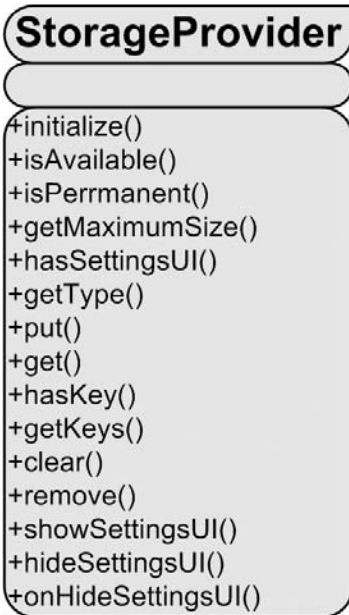 StorageProvider
+initialize()
+isAvailable()
+isPerrmanent()
+getMaximumSize()
+hasSettingsUI()
+getType()
+put()
+get()
+hasKey()
+getKeys()
+clear()
+remove()
+showSettingsUI()
+hideSettingsUI()
+onHideSettingsUI()